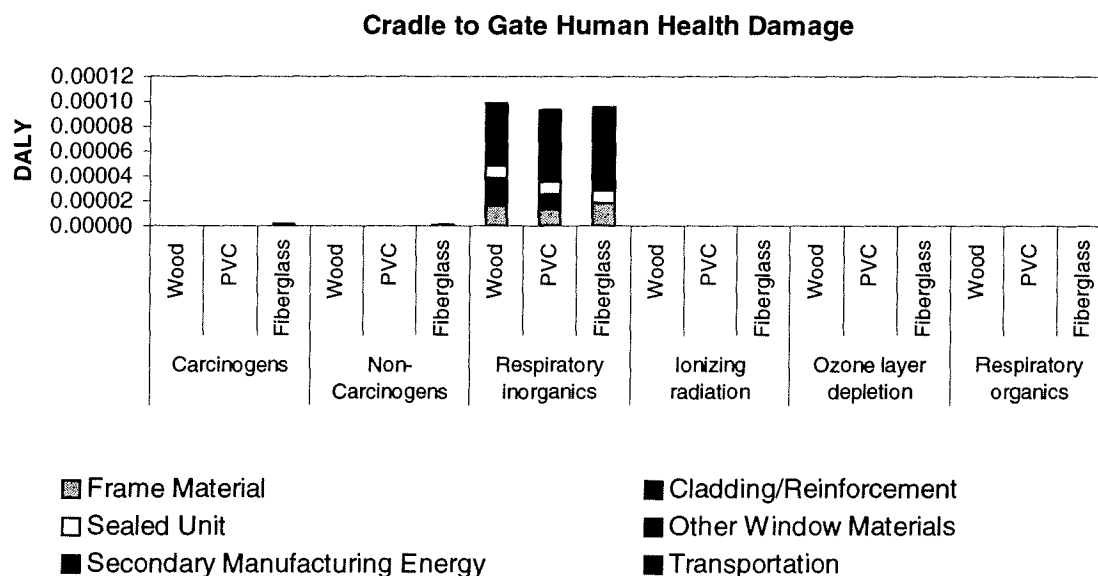 Cradle to Gate Human Health Damage
DALY
0.00012
0.00010
0.00008
0.00006
0.00004
0.00002
0.00000
Wood PVC Fiberglass Wood PVC Fiberglass Wood PVC Fiberglass Wood PVC Fiberglass Wood PVC Fiberglass Wood PVC Fiberglass
Carcinogens Non- Respiratory Ionizing Ozone layer Respiratory
Carcinogens inorganics radiation depletion organics
Frame Material Cladding/Reinforcement
Sealed Unit Other Window Materials
Secondary Manufacturing Energy Transportation